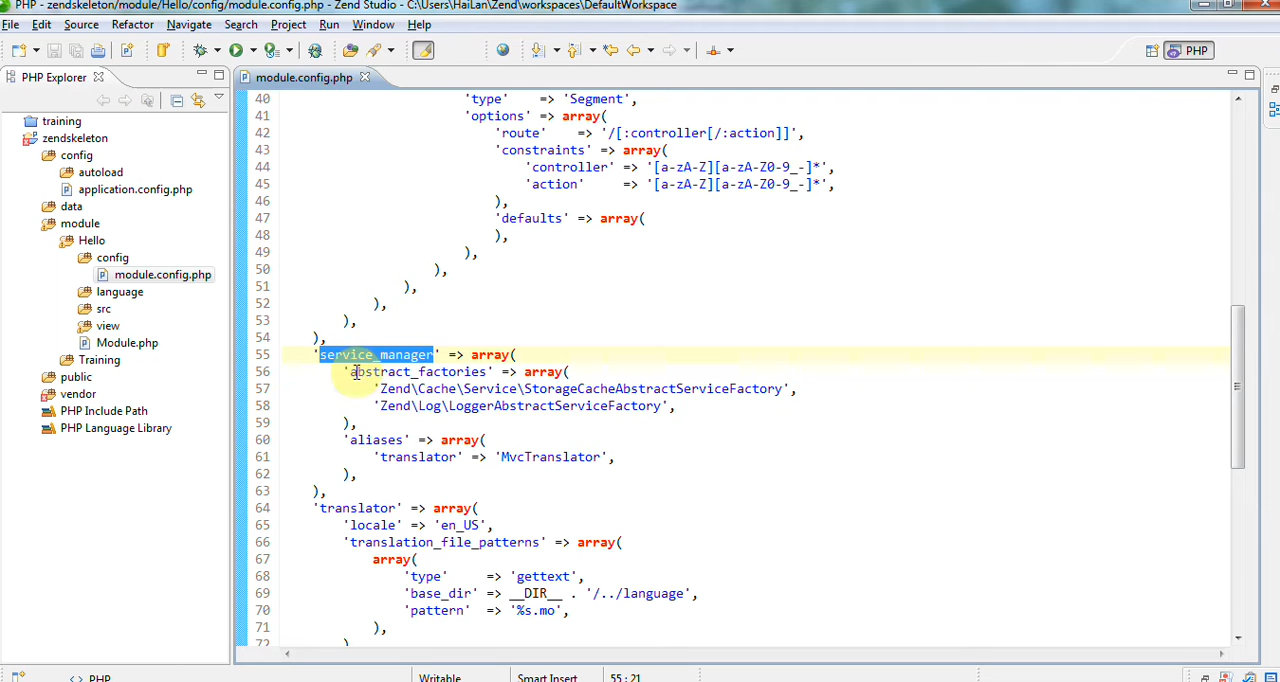 PHP - zendskeleton/module/Hello/config/module.config.php - Zend Studio - C:\Users\HaiLan\Zend\workspaces\DefaultWorkspace
File Edit Source Refactor Navigate Search Project Run Window Help
PHP
PHP Explorer
module.config.php
training
zendskeleton
config
autoload
application.config.php
data
module
Hello
config
module.config.php
language
src
view
Module.php
Training
public
vendor
PHP Include Path
PHP Language Library
40 'type' => 'Segment',
41 'options' => array(
42 'route' => '/[:controller[/:action]]',
43 'constraints' => array(
44 'controller' => '[a-zA-Z][a-zA-Z0-9_-]*',
45 'action' => '[a-zA-Z][a-zA-Z0-9_-]*',
46 ),
47 'defaults' => array(
48 ),
49 ),
50 ),
51 ),
52 ),
53 ),
54 ),
55 'service_manager' => array(
56 'abstract_factories' => array(
57 'Zend\Cache\Service\StorageCacheAbstractServiceFactory',
58 'Zend\Log\LoggerAbstractServiceFactory',
59 ),
60 'aliases' => array(
61 'translator' => 'MvcTranslator',
62 ),
63 ),
64 'translator' => array(
65 'locale' => 'en_US',
66 'translation_file_patterns' => array(
67 array(
68 'type' => 'gettext',
69 'base_dir' => __DIR__ . '/../language',
70 'pattern' => '%s.mo',
71 ),
72 )
<> PHP
Writable
Smart Insert
55 : 21